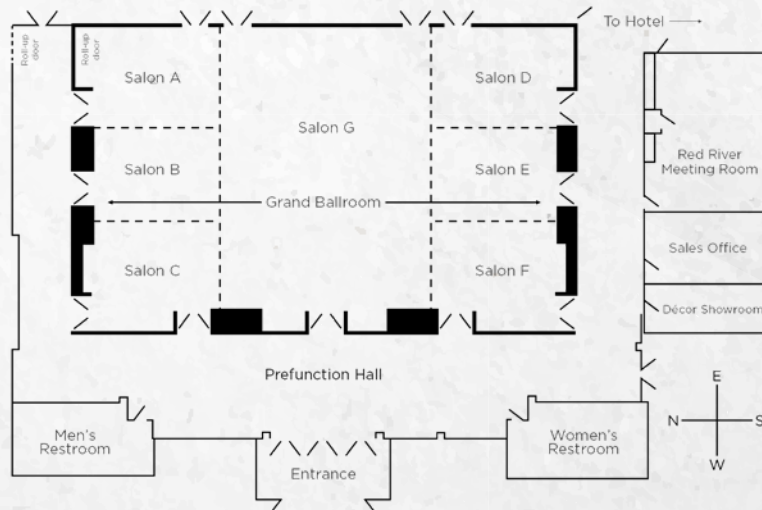 To Hotel
Roll-up
door
Roll-up
door
Salon A
Salon D
Salon G
Salon B
Salon E
Red River
Meeting Room
Grand Ballroom
Sales Office
Salon C
Salon F
Décor Showroom
Prefunction Hall
E
N
S
W
Men's
Restroom
Women's
Restroom
Entrance